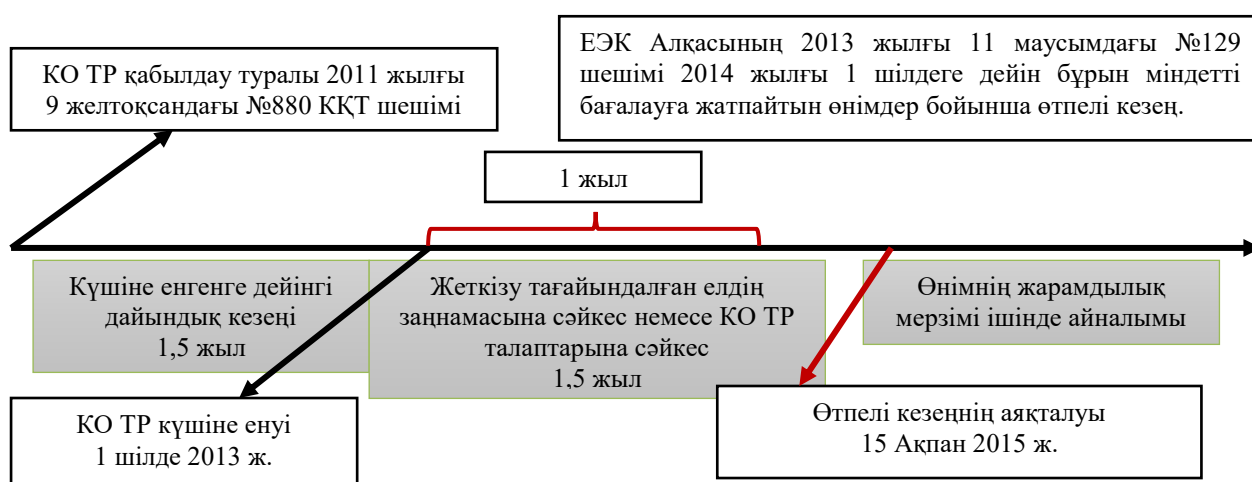 КО ТР қабылдау туралы 2011 жылғы
9 желтоқсандағы №880 КҚТ шешімі
ЕЭК Алқасының 2013 жылғы 11 маусымдағы №129
шешімі 2014 жылғы 1 шілдеге дейін бұрын міндетті
бағалауға жатпайтын өнімдер бойынша өтпелі кезең.
1 жыл
Күшіне енгенге дейінгі
дайындық кезеңі
1,5 жыл
Жеткізу тағайындалған елдің
заңнамасына сәйкес немесе КО ТР
талаптарына сәйкес
1,5 жыл
Өнімнің жарамдылық
мерзімі ішінде айналымы
КО ТР күшіне енуі
1 шілде 2013 ж.
Өтпелі кезеңнің аяқталуы
15 Ақпан 2015 ж.